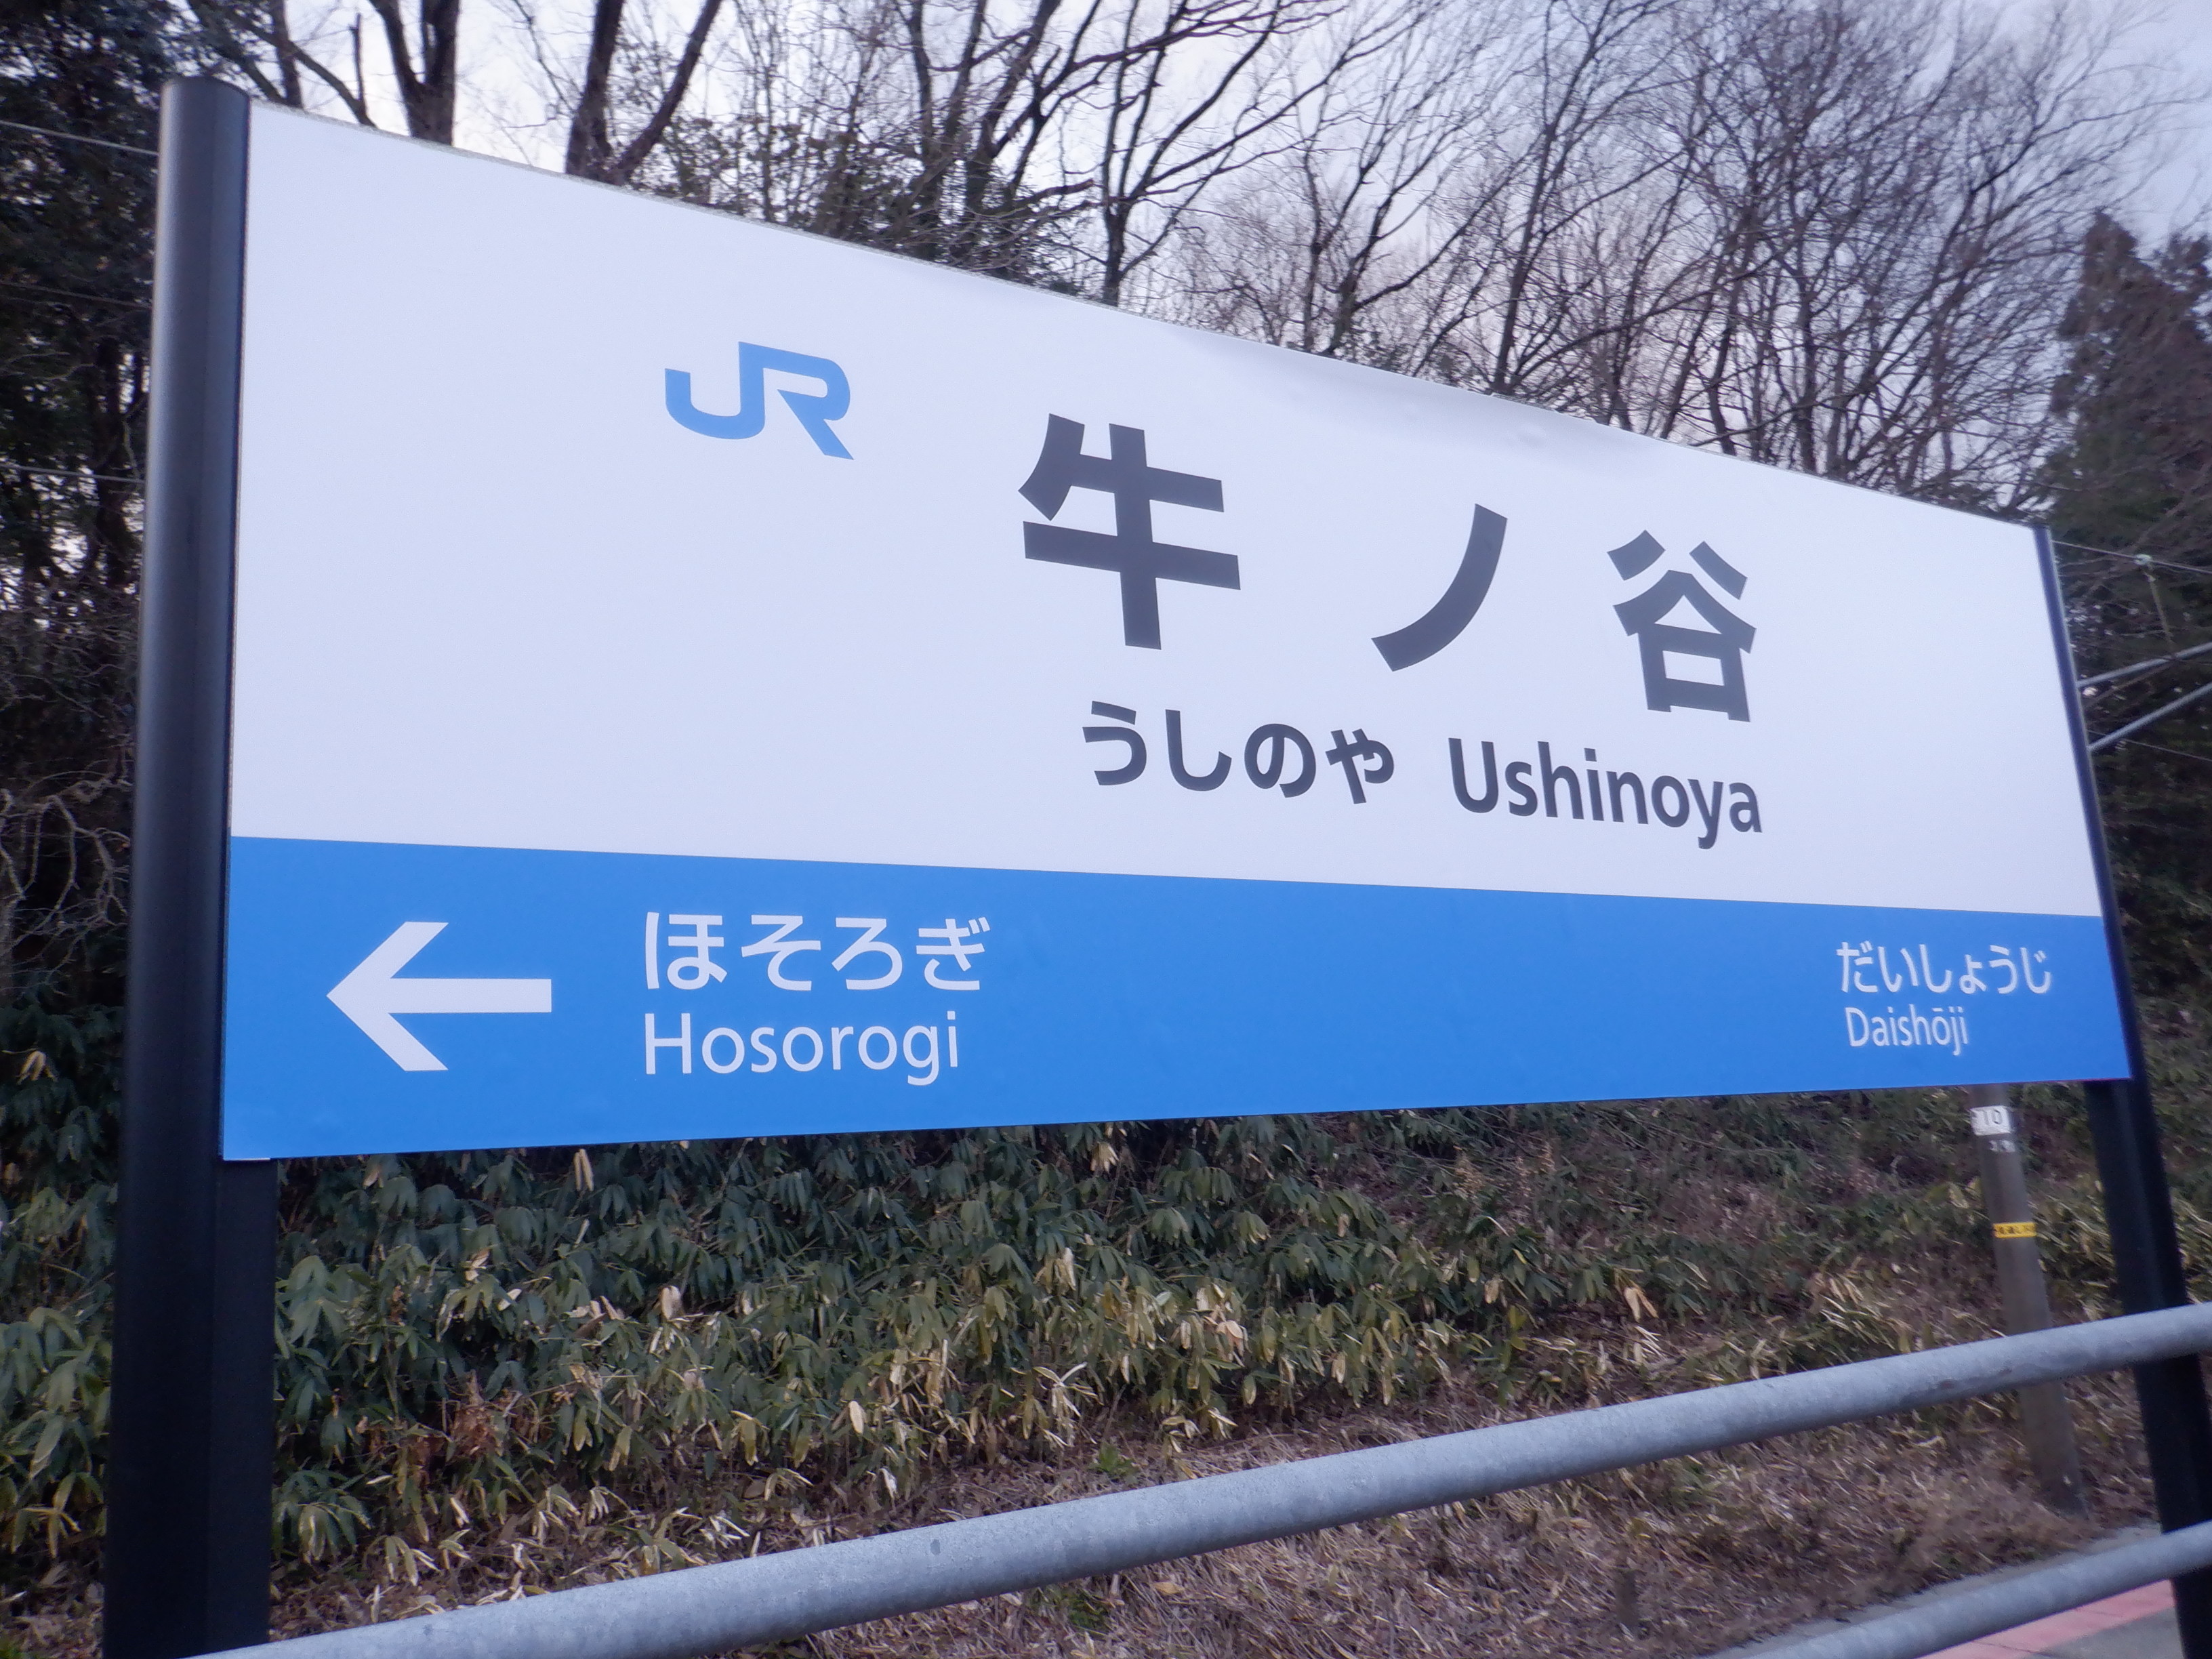 JR
牛ノ谷
うしのや Ushinoya
← ほそろぎ
Hosorogi
だいしょうじ
Daishōji
10